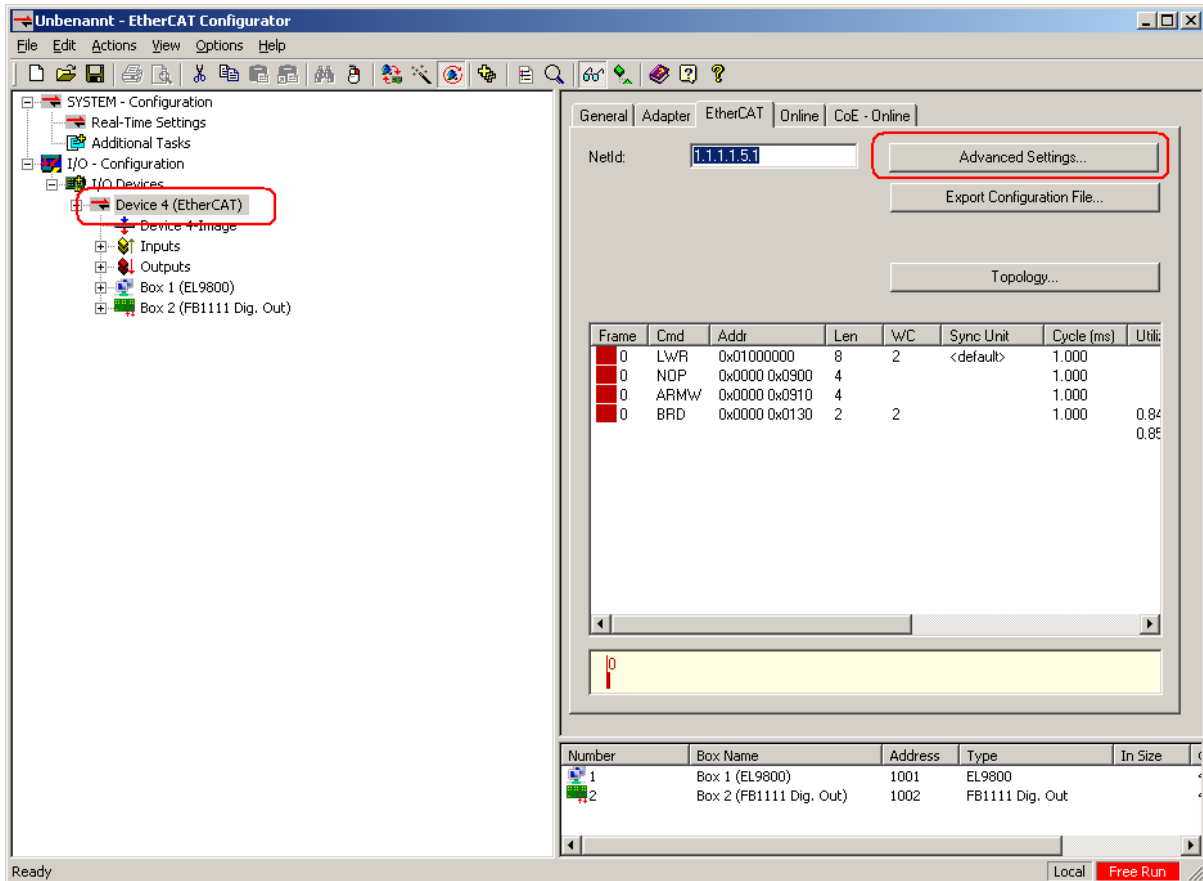 Unbenannt - EtherCAT Configurator
File Edit Actions View Options Help
SYSTEM - Configuration
Real-Time Settings
Additional Tasks
I/O - Configuration
I/O Devices
Device 4 (EtherCAT)
Device 4-Image
Inputs
Outputs
Box 1 (EL9800)
Box 2 (FB1111 Dig. Out)
General Adapter EtherCAT Online CoE - Online
NetId: 1.1.1.1.5.1 Advanced Settings...
Export Configuration File...
Topology...
Frame Cmd Addr Len WC Sync Unit Cycle (ms)
0 LWR 0x01000000 8 2 <default> 1.000
0 NOP 0x0000 0x0900 4 1.000
0 ARMW 0x0000 0x0910 4 1.000
0 BRD 0x0000 0x0130 2 2 1.000 0.84
0.85
0
Number Box Name Address Type In Size
1 Box 1 (EL9800) 1001 EL9800
2 Box 2 (FB1111 Dig. Out) 1002 FB1111 Dig. Out
Ready Local Free Run